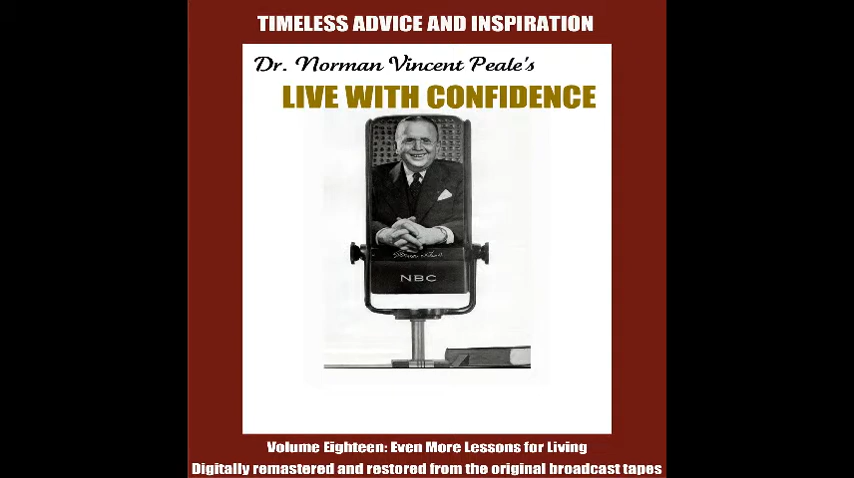 TIMELESS ADVICE AND INSPIRATION
Dr. Norman Vincent Peale's
LIVE WITH CONFIDENCE
NBC
Volume Eighteen: Even More Lessons for Living
Digitally remastered and restored from the original broadcast tapes